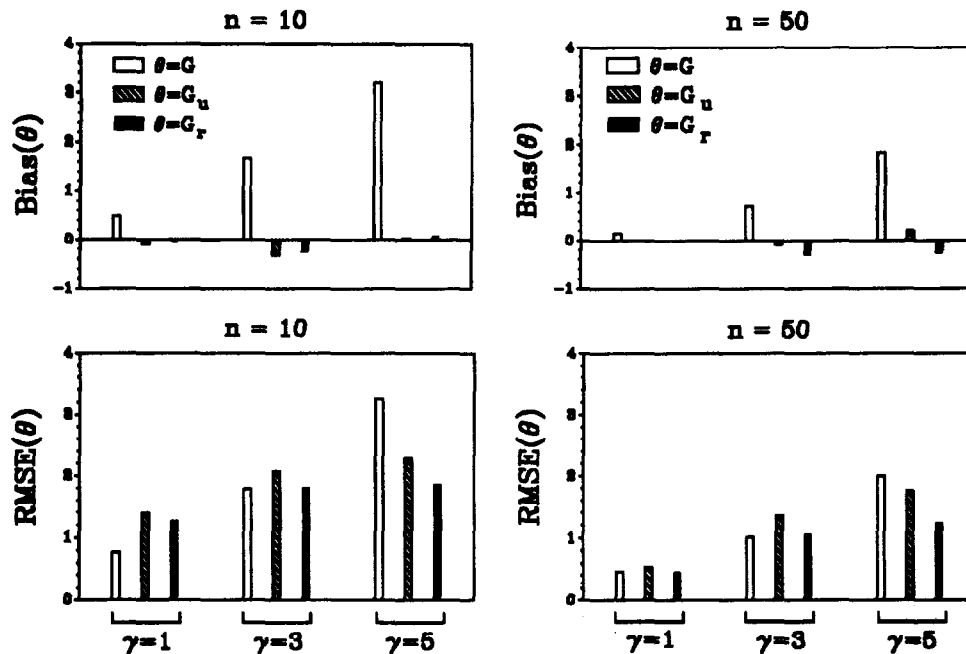 n = 10
4
3
2
1
0
-1
Bias(θ)
θ=G
θ=G_u
θ=G_r
n = 50
4
3
2
1
0
-1
Bias(θ)
θ=G
θ=G_u
θ=G_r
n = 10
4
3
2
1
0
RMSE(θ)
γ=1
γ=3
γ=5
n = 50
4
3
2
1
0
RMSE(θ)
γ=1
γ=3
γ=5